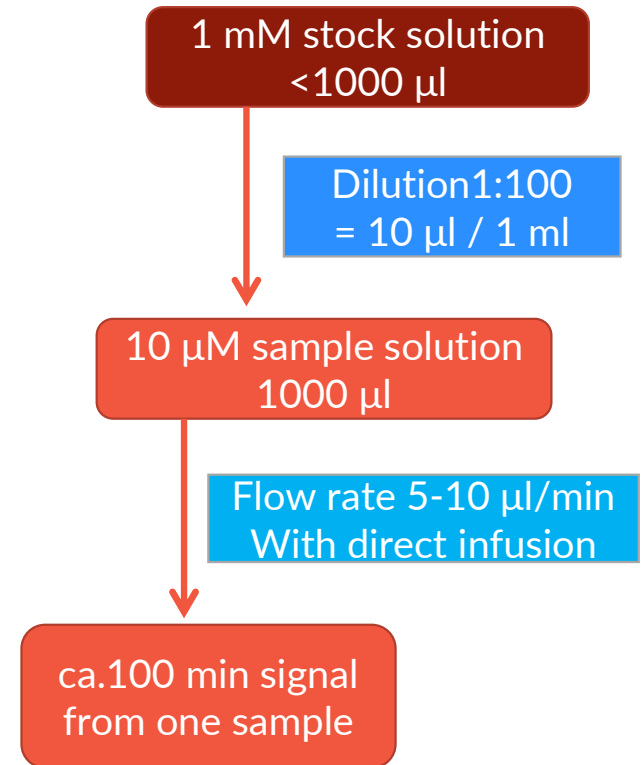 1 mM stock solution
<1000 µl
Dilution1:100
= 10 µl / 1 ml
10 µM sample solution
1000 µl
Flow rate 5-10 µl/min
With direct infusion
ca.100 min signal
from one sample